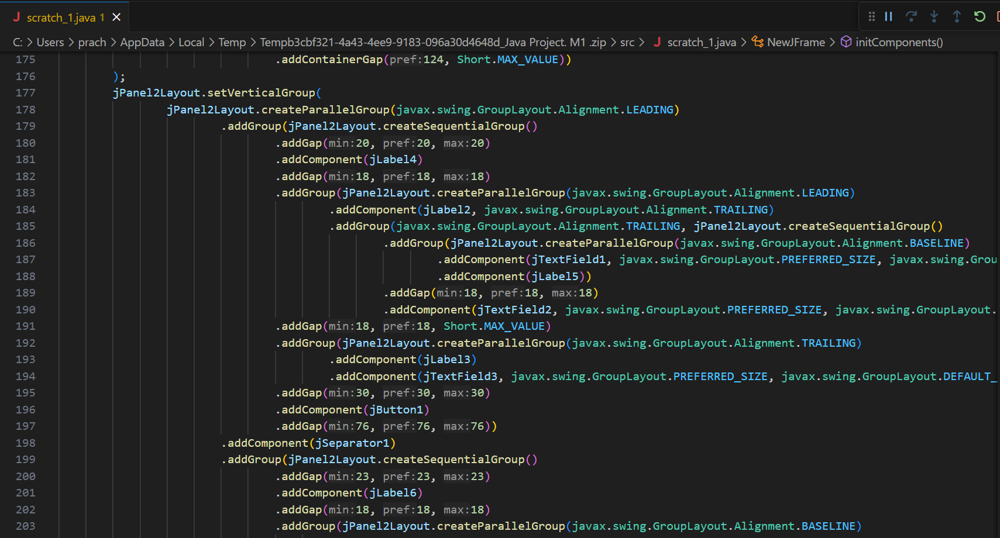 J scratch_1.java 1 ×
C: > Users > prach > AppData > Local > Temp > Tempb3cbf321-4a43-4ee9-9183-096a30d4648d_Java Project. M1 .zip > src > J scratch_1.java > NewJFrame > initComponents()
175 .addContainerGap(pref:124, Short.MAX_VALUE))
176 );
177 jPanel2Layout.setVerticalGroup(
178 jPanel2Layout.createParallelGroup(javax.swing.GroupLayout.Alignment.LEADING)
179 .addGroup(jPanel2Layout.createSequentialGroup()
180 .addGap(min:20, pref:20, max:20)
181 .addComponent(jLabel4)
182 .addGap(min:18, pref:18, max:18)
183 .addGroup(jPanel2Layout.createParallelGroup(javax.swing.GroupLayout.Alignment.LEADING)
184 .addComponent(jLabel2, javax.swing.GroupLayout.Alignment.TRAILING)
185 .addGroup(javax.swing.GroupLayout.Alignment.TRAILING, jPanel2Layout.createSequentialGroup()
186 .addGroup(jPanel2Layout.createParallelGroup(javax.swing.GroupLayout.Alignment.BASELINE)
187 .addComponent(jTextField1, javax.swing.GroupLayout.PREFERRED_SIZE, javax.swing.Grou
188 .addComponent(jLabel5))
189 .addGap(min:18, pref:18, max:18)
190 .addComponent(jTextField2, javax.swing.GroupLayout.PREFERRED_SIZE, javax.swing.GroupLayout.
191 .addGap(min:18, pref:18, Short.MAX_VALUE)
192 .addGroup(jPanel2Layout.createParallelGroup(javax.swing.GroupLayout.Alignment.TRAILING)
193 .addComponent(jLabel3)
194 .addComponent(jTextField3, javax.swing.GroupLayout.PREFERRED_SIZE, javax.swing.GroupLayout.DEFAULT_
195 .addGap(min:30, pref:30, max:30)
196 .addComponent(jButton1)
197 .addGap(min:76, pref:76, max:76))
198 .addComponent(jSeparator1)
199 .addGroup(jPanel2Layout.createSequentialGroup()
200 .addGap(min:23, pref:23, max:23)
201 .addComponent(jLabel6)
202 .addGap(min:18, pref:18, max:18)
203 .addGroup(jPanel2Layout.createParallelGroup(javax.swing.GroupLayout.Alignment.BASELINE)